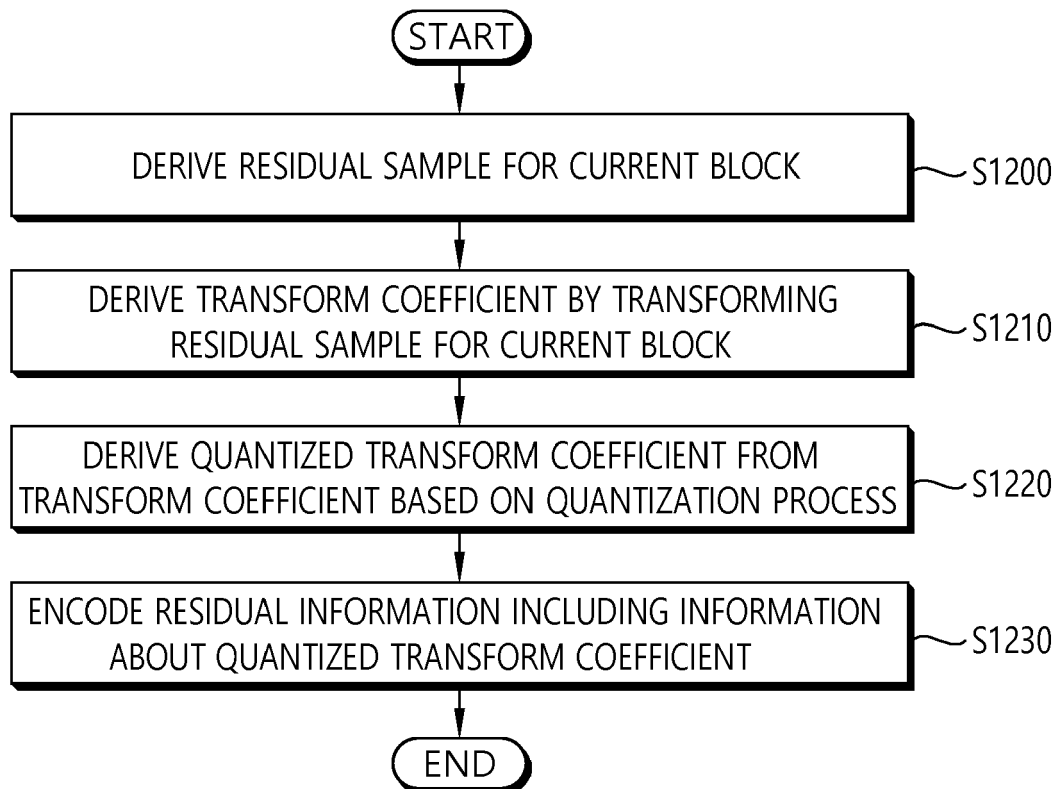 START
DERIVE RESIDUAL SAMPLE FOR CURRENT BLOCK
S1200
DERIVE TRANSFORM COEFFICIENT BY TRANSFORMING
RESIDUAL SAMPLE FOR CURRENT BLOCK
S1210
DERIVE QUANTIZED TRANSFORM COEFFICIENT FROM
TRANSFORM COEFFICIENT BASED ON QUANTIZATION PROCESS
S1220
ENCODE RESIDUAL INFORMATION INCLUDING INFORMATION
ABOUT QUANTIZED TRANSFORM COEFFICIENT
S1230
END